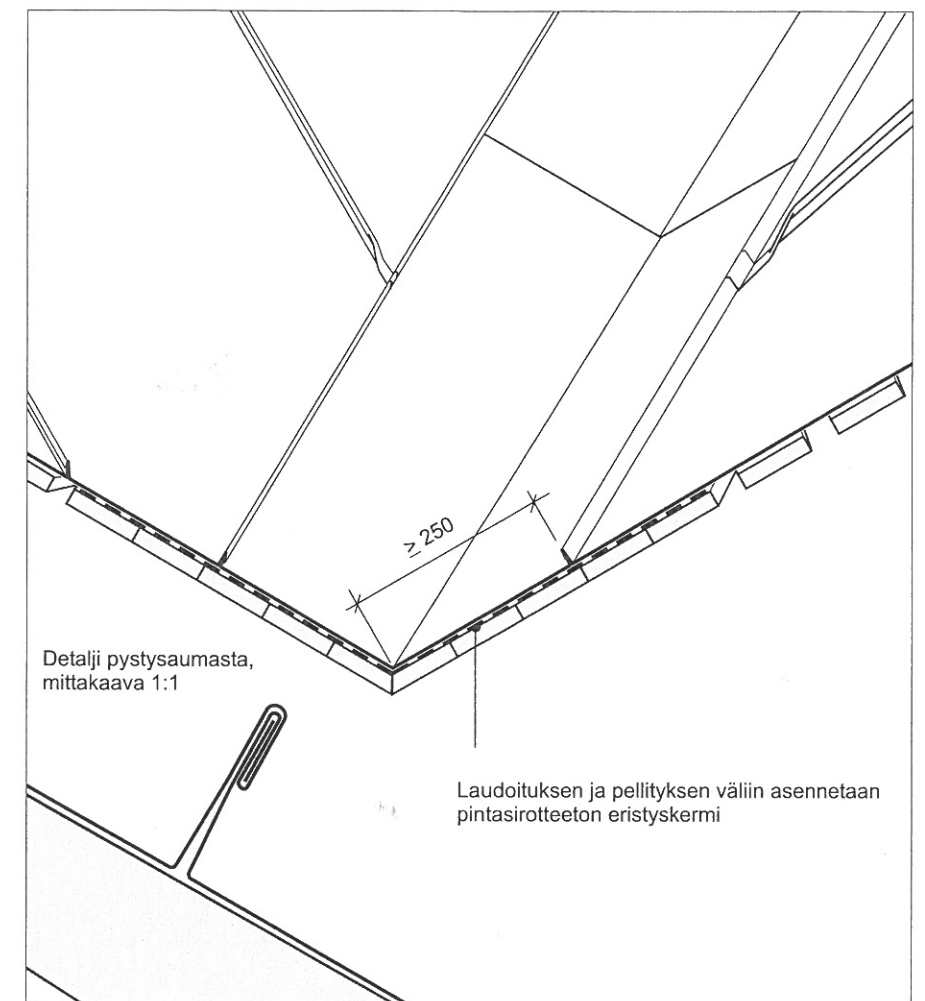 ≥ 250
Detalji pystysaumasta,
mittakaava 1:1
Laudoituksen ja pellityksen väliin asennetaan
pintasirotteeton eristyskermi